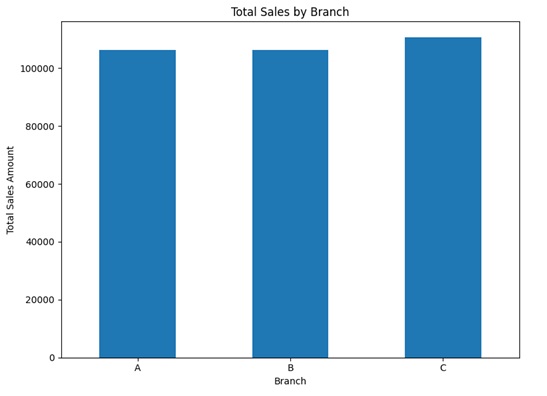 Total Sales by Branch
Total Sales Amount
100000
80000
60000
40000
20000
0
A B C
Branch